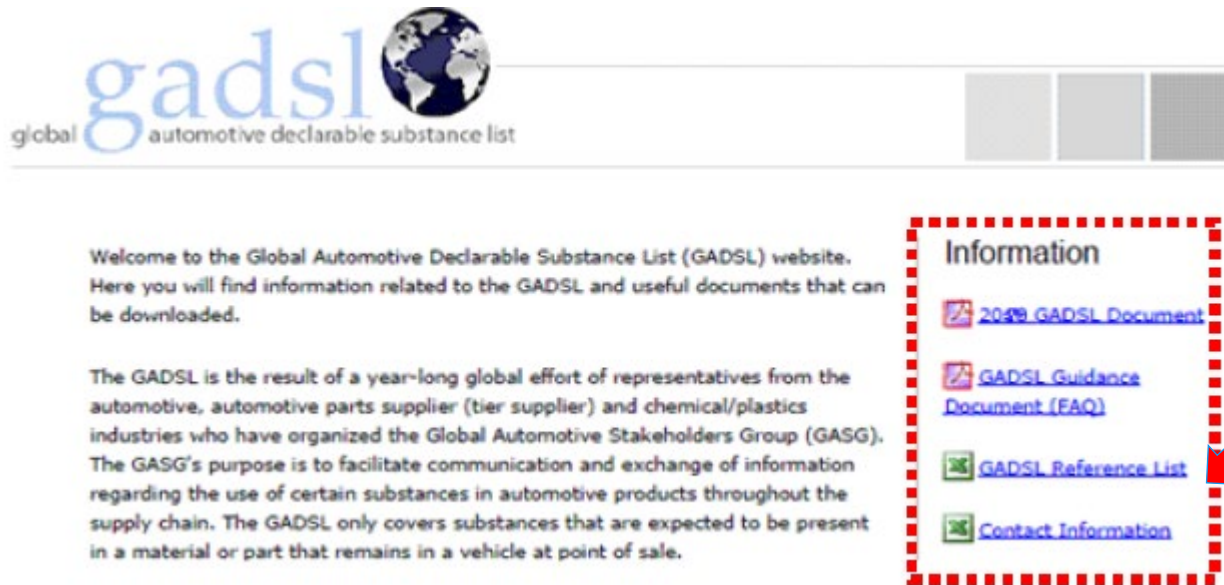 gadsl
global automotive declarable substance list
Welcome to the Global Automotive Declarable Substance List (GADSL) website.
Here you will find information related to the GADSL and useful documents that can
be downloaded.
The GADSL is the result of a year-long global effort of representatives from the
automotive, automotive parts supplier (tier supplier) and chemical/plastics
industries who have organized the Global Automotive Stakeholders Group (GASG).
The GASG's purpose is to facilitate communication and exchange of information
regarding the use of certain substances in automotive products throughout the
supply chain. The GADSL only covers substances that are expected to be present
in a material or part that remains in a vehicle at point of sale.
Information
GADSL Document
GADSL Guidance
Document (FAQ)
GADSL Reference List
Contact Information